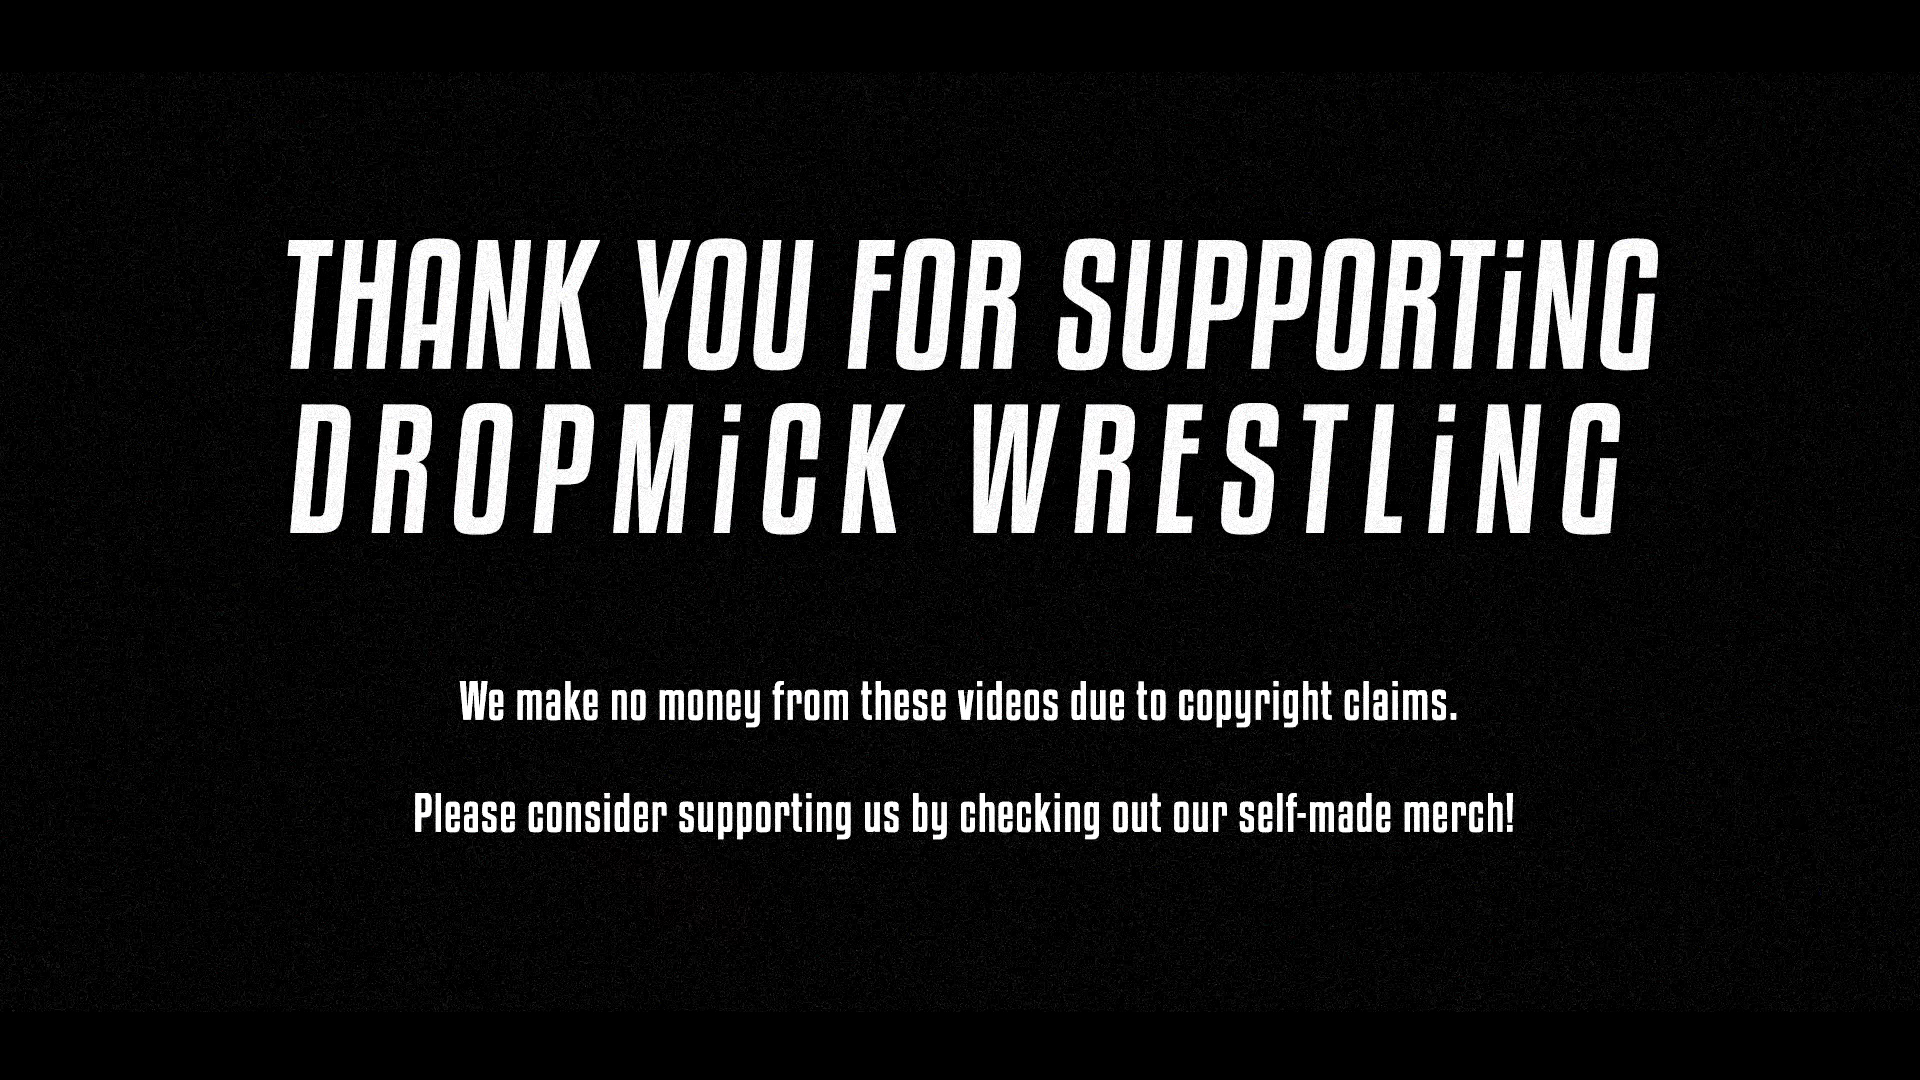 THANK YOU FOR SUPPORTiNG
DROPMiCK WRESTLiNG
We make no money from these videos due to copyright claims.
Please consider supporting us by checking out our self-made merch!